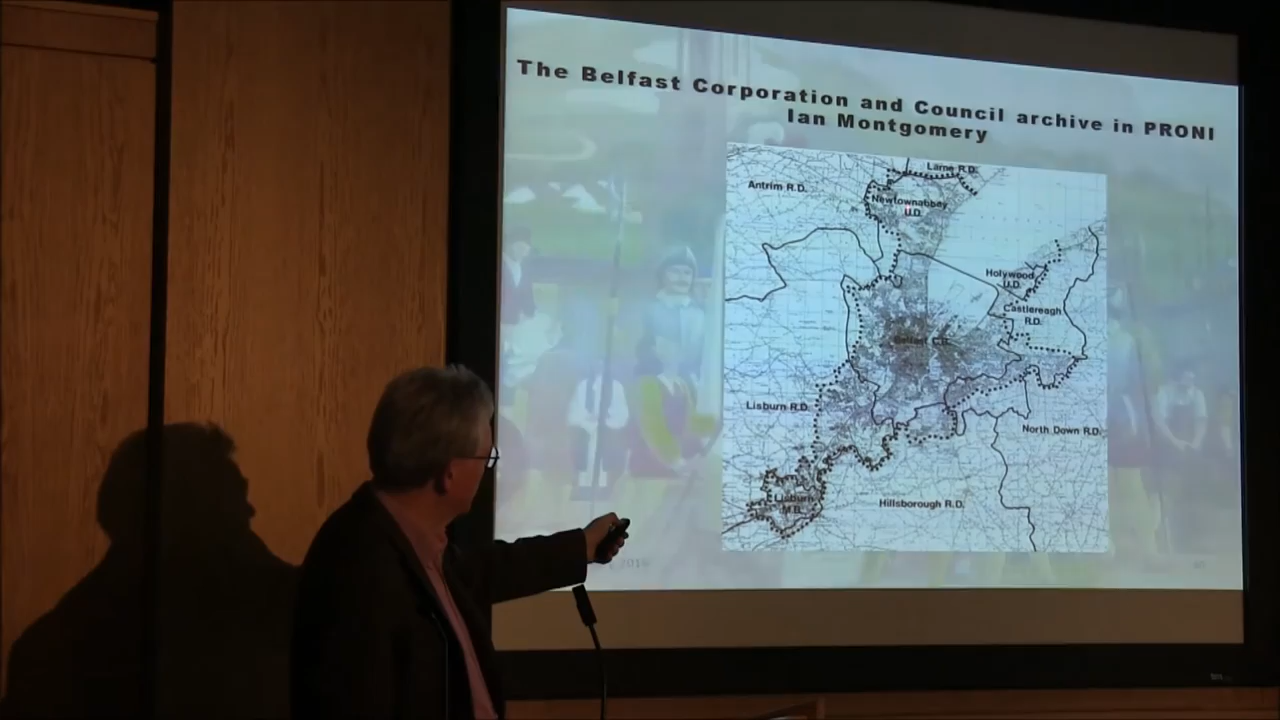 The Belfast Corporation and Council archive in PRONI
Ian Montgomery
Larne R.D.
Antrim R.D.
Newtownabbey
U.D.
Holywood
U.D.
Castlereagh
R.D.
Belfast C.B.
Lisburn R.D.
North Down R.D.
Lisburn
M.B.
Hillsborough R.D.